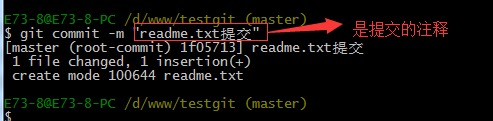 E73-8@E73-8-PC /d/www/testgit (master)
$ git commit -m "readme.txt提交" 是提交的注释
[master (root-commit) 1f05713] readme.txt提交
1 file changed, 1 insertion(+)
create mode 100644 readme.txt
E73-8@E73-8-PC /d/www/testgit (master)
$